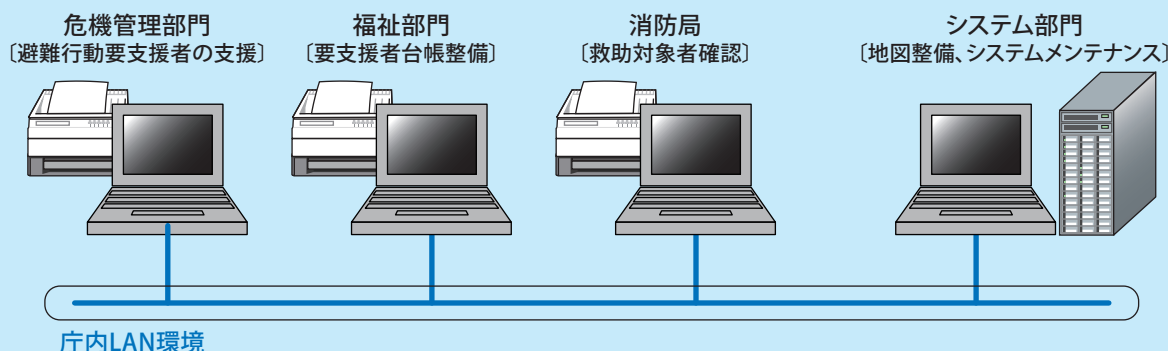 危機管理部門
〔避難行動要支援者の支援〕
福祉部門
〔要支援者台帳整備〕
消防局
〔救助対象者確認〕
システム部門
〔地図整備、システムメンテナンス〕
庁内LAN環境